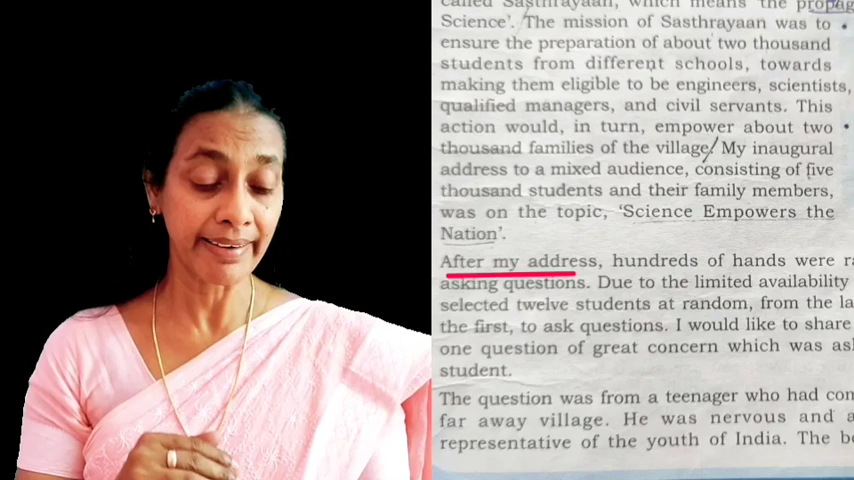 called Sasthrayaan, which means the
Science'. The mission of Sasthrayaan was to
ensure the preparation of about two thousand
students from different schools, towards
making them eligible to be engineers, scientists,
qualified managers, and civil servants. This
action would, in turn, empower about two
thousand families of the village. My inaugural
address to a mixed audience, consisting of five
thousand students and their family members,
was on the topic, 'Science Empowers the
Nation'.
After my address, hundreds of hands were
asking questions. Due to the limited availability
selected twelve students at random, from the
the first, to ask questions. I would like to share
one question of great concern which was
student.
The question was from a teenager who had
far away village. He was nervous and
representative of the youth of India. The